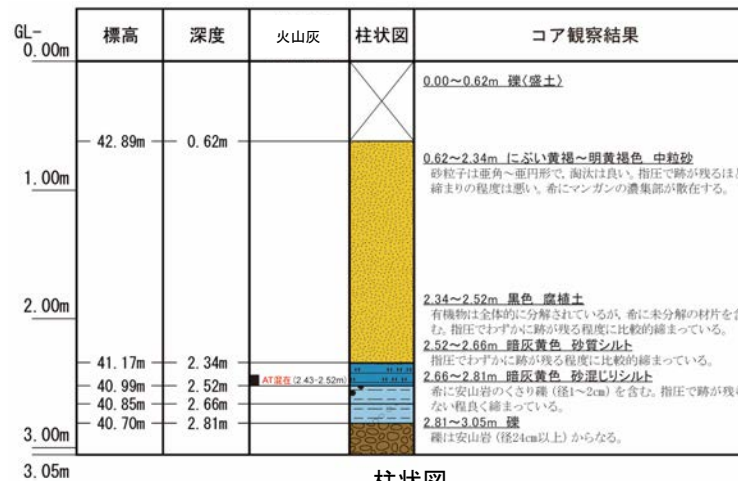 GL-
0.00m
標高
深度
火山灰
柱状図
コア観察結果
0.00～0.62m 礫〈盛土〉
42.89m
0.62m
0.62～2.34m にぶい黄褐～明黄褐色 中粒砂
砂粒子は亜角～亜円形で、淘汰は良い。指圧で跡が残るほど
締まりの程度は悪い。希にマンガンの濃集部が散在する。
1.00m
2.00m
2.34～2.52m 黒色 腐植土
有機物は全体的に分解されているが、希に未分解の材片を含
む。指圧でわずかに跡が残る程度に比較的締まっている。
41.17m
2.34m
2.52～2.66m 暗灰黄色 砂質シルト
指圧でわずかに跡が残る程度に比較的締まっている。
40.99m
2.52m
AT混在(2.43-2.52m)
2.66～2.81m 暗灰黄色 砂混じりシルト
希に安山岩のくさり礫(径1～2cm)を含む。指圧で跡が残ら
ない程良く締まっている。
40.85m
2.66m
40.70m
2.81m
2.81～3.05m 礫
礫は安山岩(径24cm以上)からなる。
3.00m
3.05m
柱状図